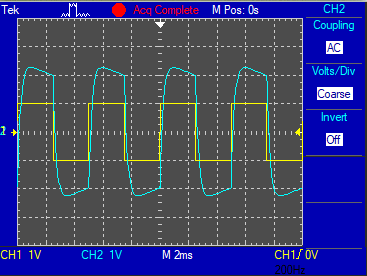 Tek Acq Complete M Pos: 0s CH2
Coupling
AC
Volts/Div
Coarse
Invert
Off
CH1 1V CH2 1V M 2ms CH1 0V